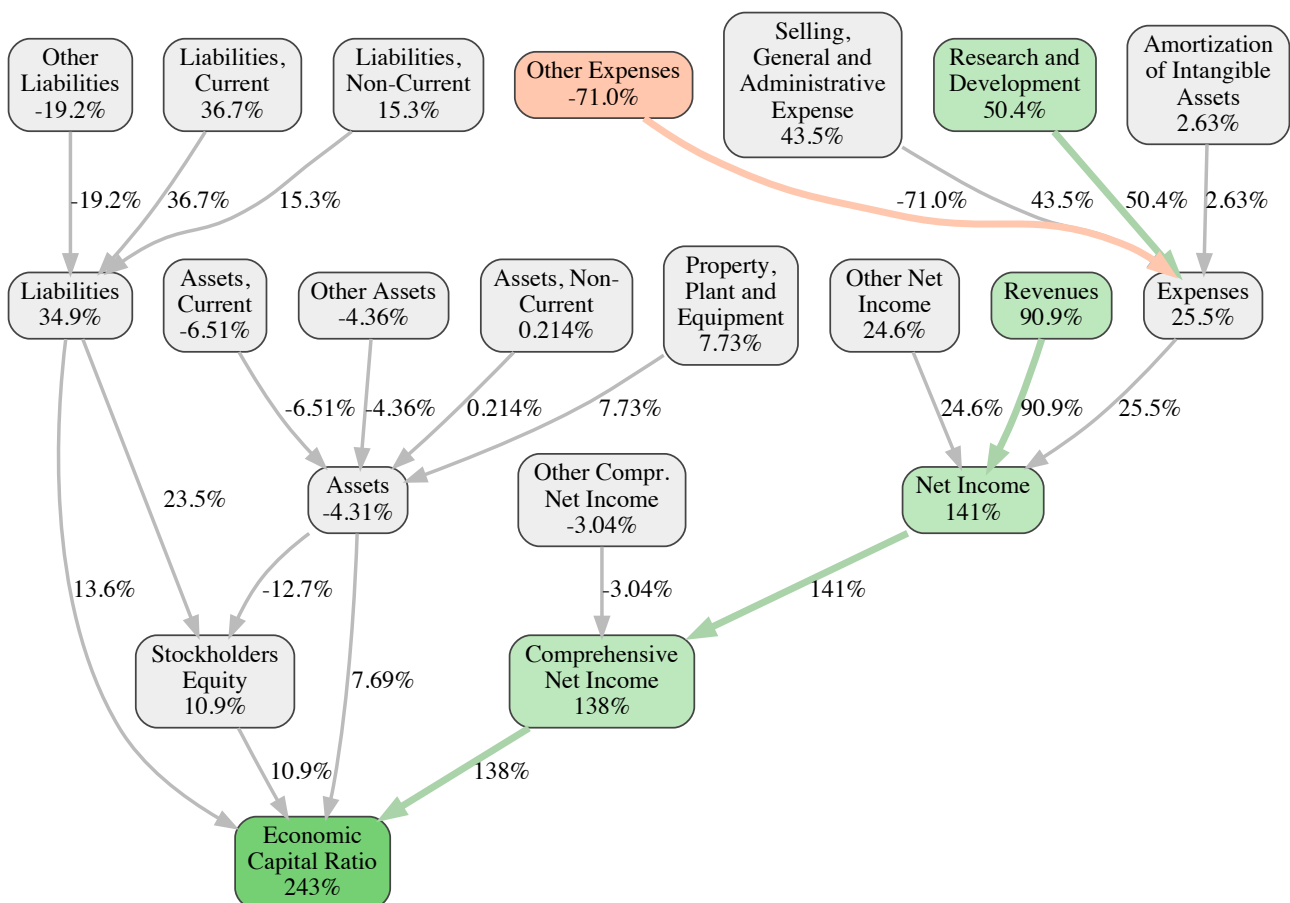 Other
Liabilities
-19.2%
Liabilities,
Current
36.7%
Liabilities,
Non-Current
15.3%
Other Expenses
-71.0%
Selling,
General and
Administrative
Expense
43.5%
Research and
Development
50.4%
Amortization
of Intangible
Assets
2.63%
-19.2%
36.7%
15.3%
-71.0%
43.5%
50.4%
2.63%
Liabilities
34.9%
Assets,
Current
-6.51%
Other Assets
-4.36%
Assets, Non-
Current
0.214%
Property,
Plant and
Equipment
7.73%
Other Net
Income
24.6%
Revenues
90.9%
Expenses
25.5%
-6.51%
-4.36%
0.214%
7.73%
24.6%
90.9%
25.5%
23.5%
Assets
-4.31%
Other Compr.
Net Income
-3.04%
Net Income
141%
13.6%
-12.7%
-3.04%
141%
Stockholders
Equity
10.9%
7.69%
Comprehensive
Net Income
138%
10.9%
138%
Economic
Capital Ratio
243%